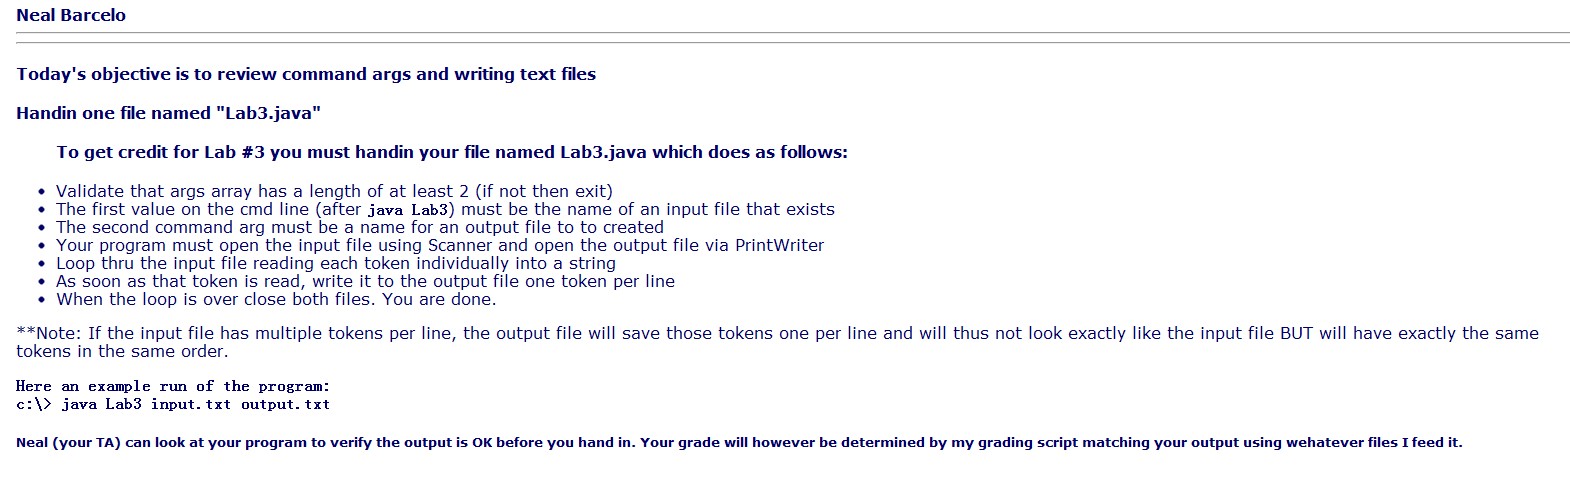 Neal Barcelo
Today's objective is to review command args and writing text files
Handin one file named "Lab3.java"
To get credit for Lab #3 you must handin your file named Lab3.java which does as follows:
• Validate that args array has a length of at least 2 (if not then exit)
• The first value on the cmd line (after java Lab3) must be the name of an input file that exists
• The second command arg must be a name for an output file to to created
• Your program must open the input file using Scanner and open the output file via PrintWriter
• Loop thru the input file reading each token individually into a string
• As soon as that token is read, write it to the output file one token per line
• When the loop is over close both files. You are done.
**Note: If the input file has multiple tokens per line, the output file will save those tokens one per line and will thus not look exactly like the input file BUT will have exactly the same
tokens in the same order.
Here an example run of the program:
c:\> java Lab3 input.txt output.txt
Neal (your TA) can look at your program to verify the output is OK before you hand in. Your grade will however be determined by my grading script matching your output using wehatever files I feed it.